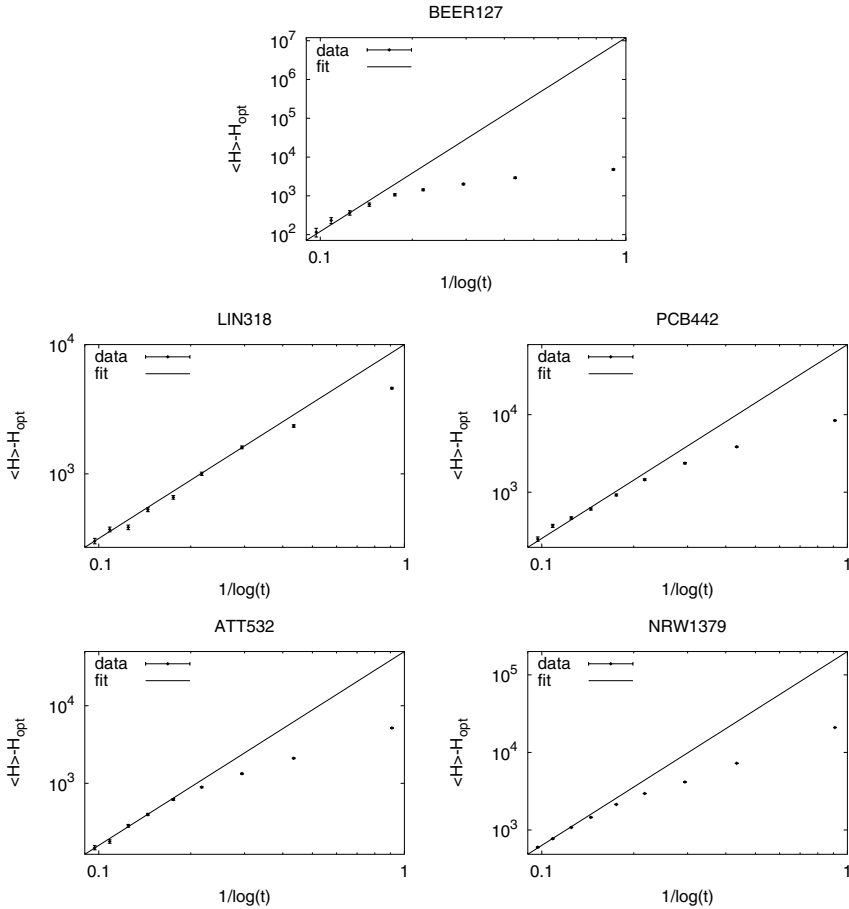 BEER127
10^7
data
fit
10^6
10^5
<H>-H_opt
10^4
10^3
10^2
0.1
1
1/log(t)
LIN318
10^4
data
fit
<H>-H_opt
10^3
0.1
1
1/log(t)
PCB442
data
fit
10^4
<H>-H_opt
10^3
0.1
1
1/log(t)
ATT532
data
fit
10^4
<H>-H_opt
10^3
0.1
1
1/log(t)
NRW1379
data
fit
10^5
<H>-H_opt
10^4
10^3
0.1
1
1/log(t)